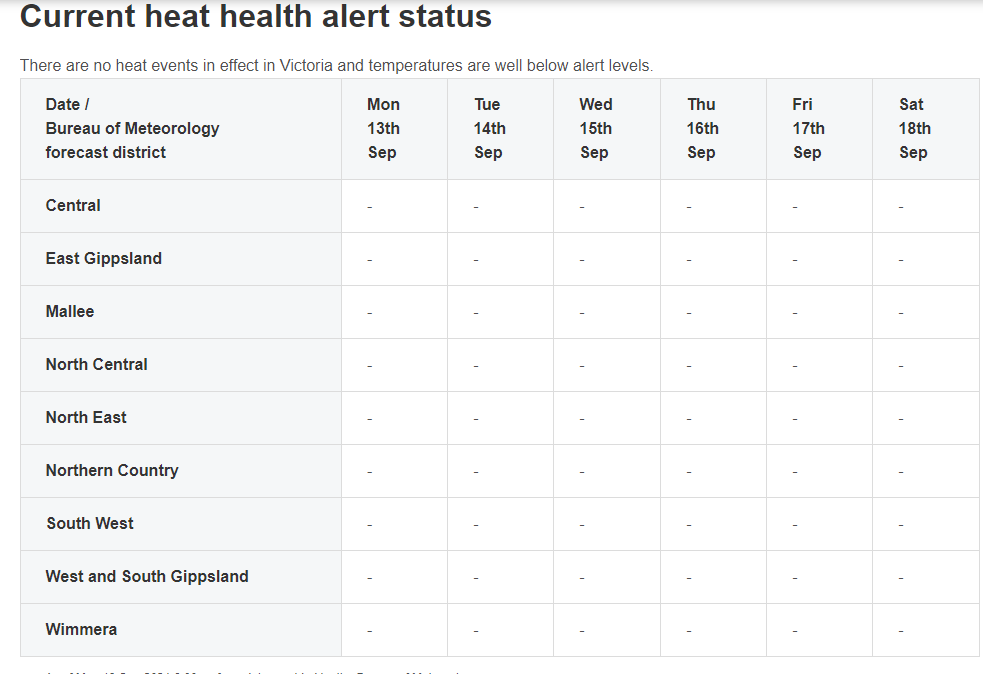 Current heat health alert status
There are no heat events in effect in Victoria and temperatures are well below alert levels.
Date / Mon Tue Wed Thu Fri Sat
Bureau of Meteorology 13th 14th 15th 16th 17th 18th
forecast district Sep Sep Sep Sep Sep Sep
Central - - - - - -
East Gippsland - - - - - -
Mallee - - - - - -
North Central - - - - - -
North East - - - - - -
Northern Country - - - - - -
South West - - - - - -
West and South Gippsland - - - - - -
Wimmera - - - - - -